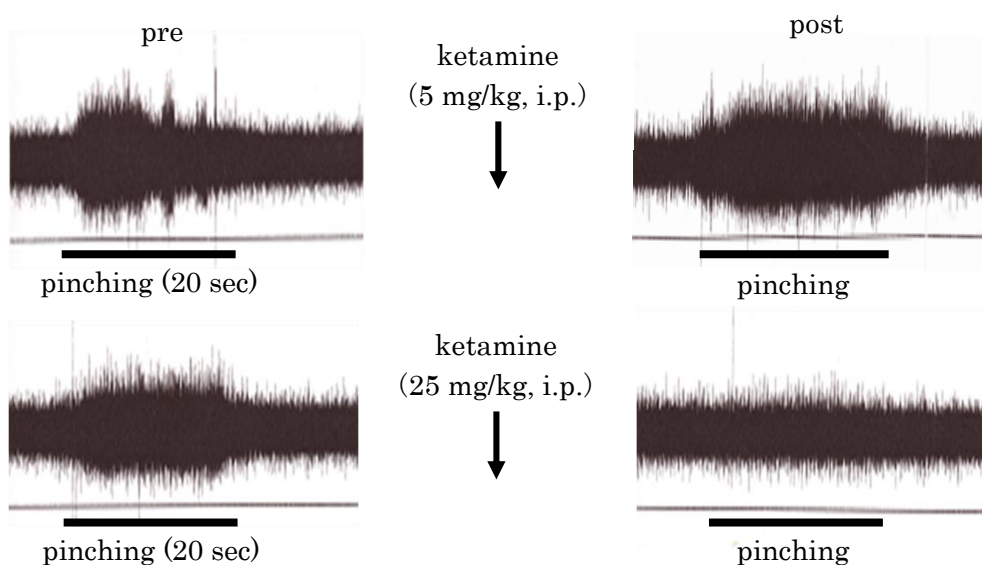 pre
ketamine
(5 mg/kg, i.p.)
post
pinching (20 sec)
pinching
ketamine
(25 mg/kg, i.p.)
pinching (20 sec)
pinching